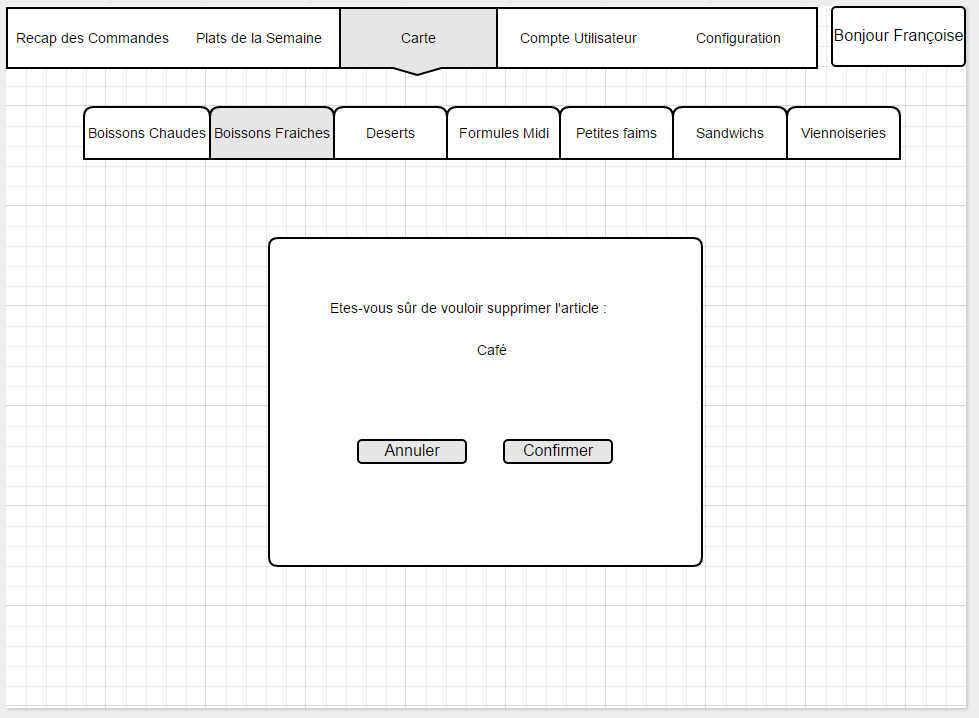 Recap des Commandes Plats de la Semaine Carte Compte Utilisateur Configuration Bonjour Françoise
Boissons Chaudes Boissons Fraiches Deserts Formules Midi Petites faims Sandwichs Viennoiseries
Etes-vous sûr de vouloir supprimer l'article :
Café
Annuler Confirmer